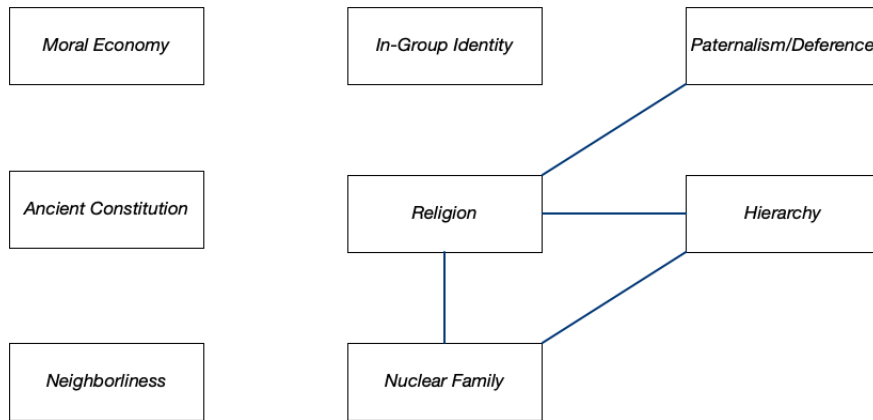 Moral Economy
In-Group Identity
Paternalism/Deference
Ancient Constitution
Religion
Hierarchy
Neighborliness
Nuclear Family